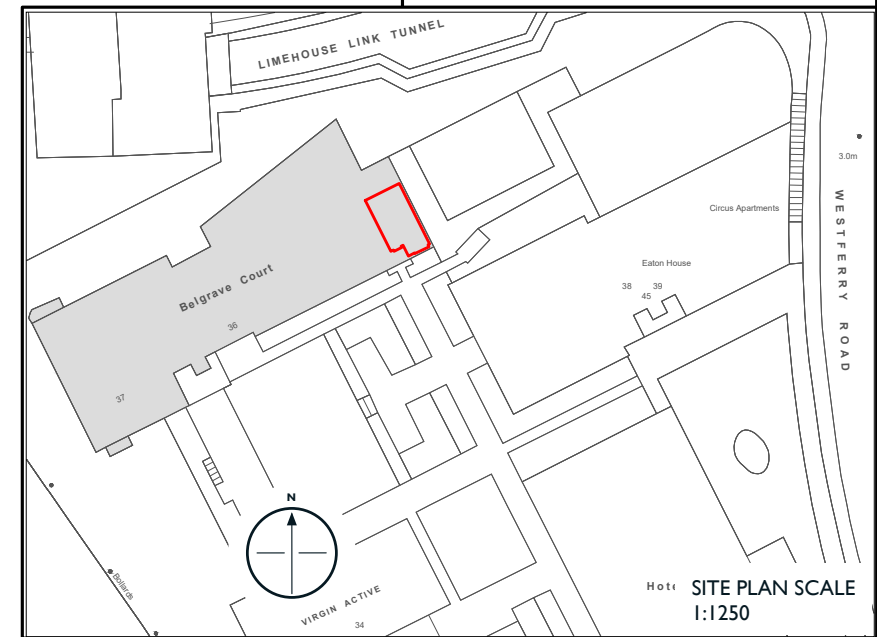 LIMEHOUSE LINK TUNNEL
3.0m
WESTFERRY ROAD
Circus Apartments
Eaton House
38 39
45
Belgrave Court
36
37
N
Bollards
VIRGIN ACTIVE
34
SITE PLAN SCALE
1:1250